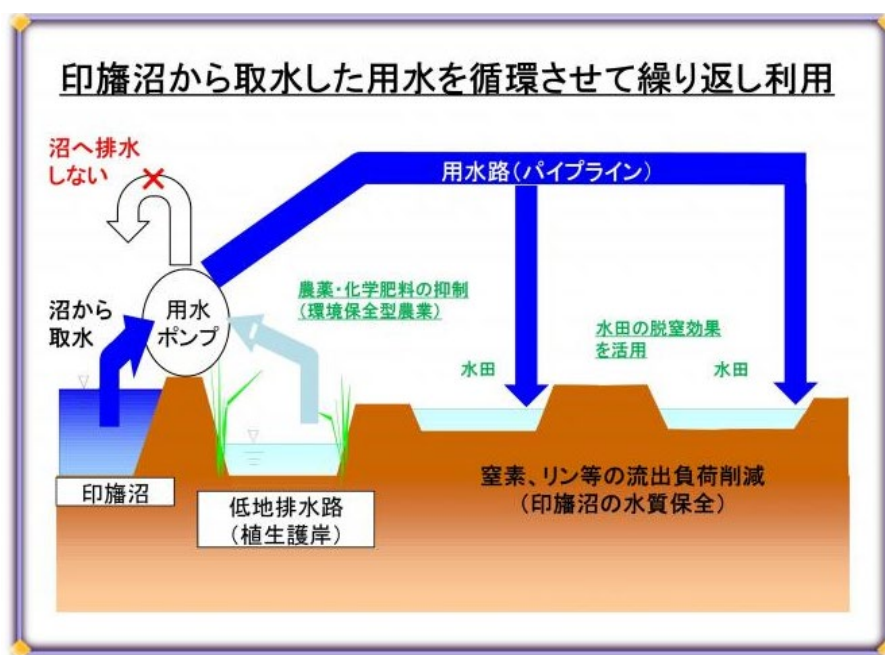 印旛沼から取水した用水を循環させて繰り返し利用
沼へ排水
しない
用水路(パイプライン)
沼から
取水
用水
ポンプ
農薬・化学肥料の抑制
(環境保全型農業)
水田の脱窒効果
を活用
水田
水田
印旛沼
低地排水路
(植生護岸)
窒素、リン等の流出負荷削減
(印旛沼の水質保全)